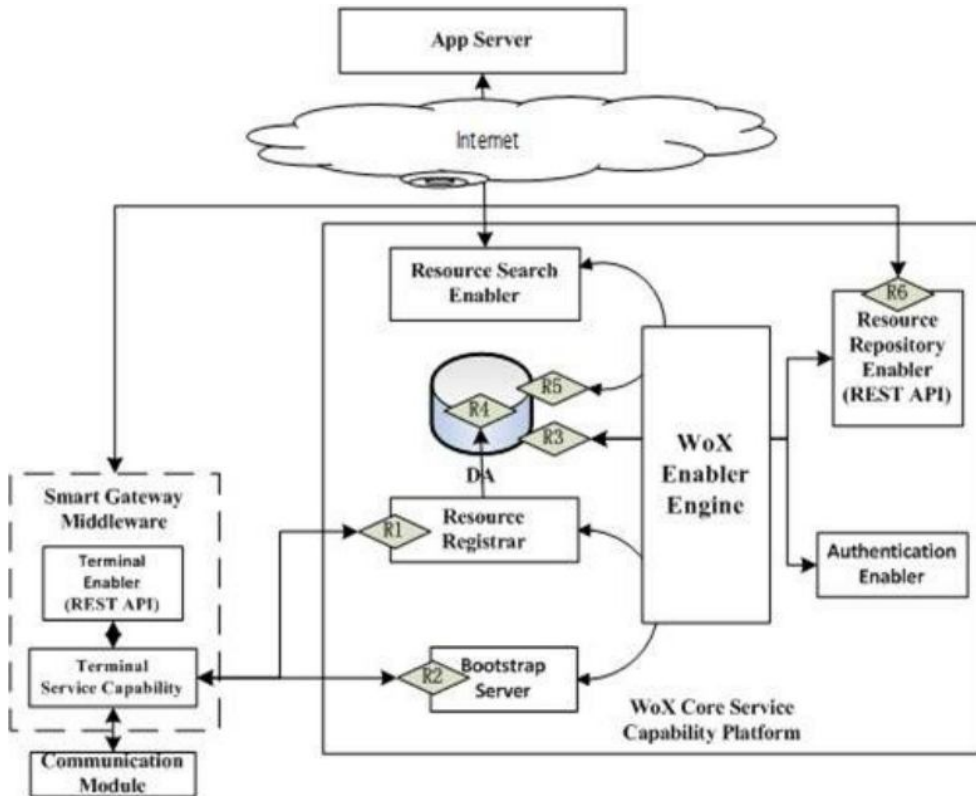 App Server
Internet
Resource Search
Enabler
R6
Resource
Repository
Enabler
(REST API)
R5
R4
R3
DA
WoX
Enabler
Engine
Smart Gateway
Middleware
R1
Resource
Registrar
Terminal
Enabler
(REST API)
Authentication
Enabler
Terminal
Service Capability
R2
Bootstrap
Server
WoX Core Service
Capability Platform
Communication
Module